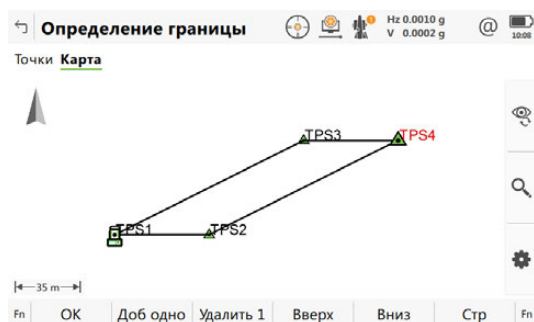 Определение границы
Hz 0.0010 g
V 0.0002 g
@
10:08
Точки Карта
TPS3
TPS4
TPS1
TPS2
35 m
Fn OK Доб одно Удалить 1 Вверх Вниз Стр Fn